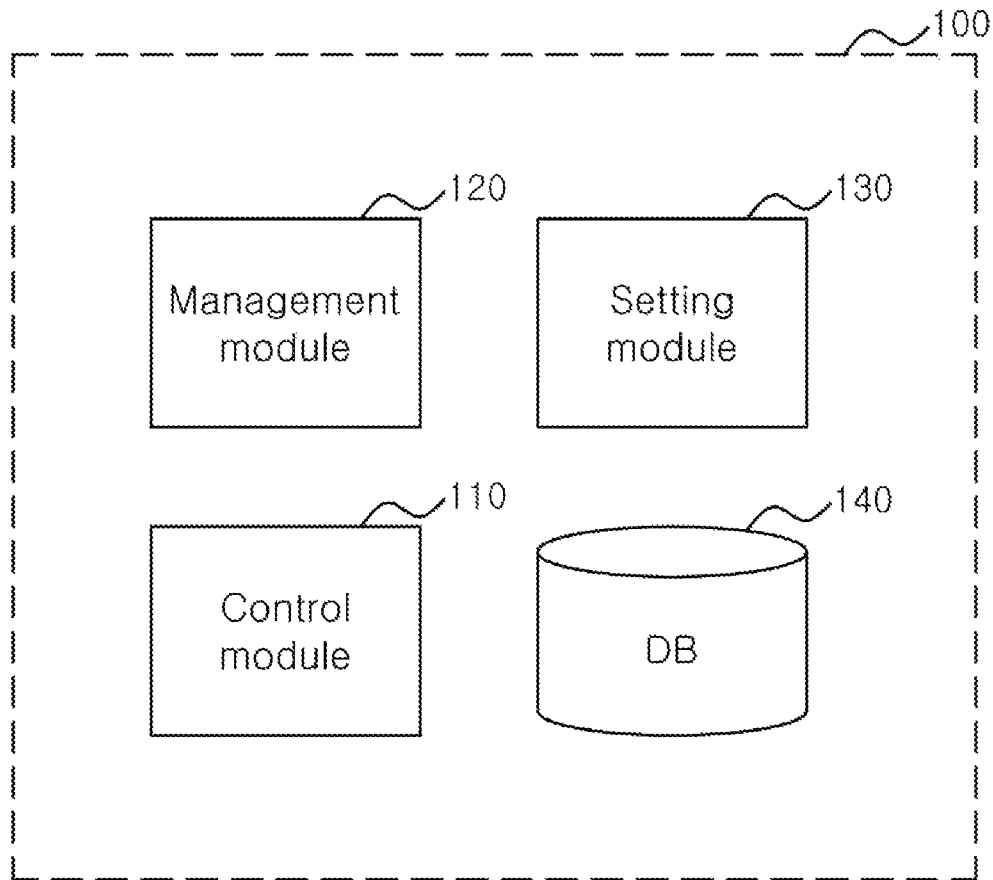 100
120
130
Management
module
Setting
module
110
140
Control
module
DB